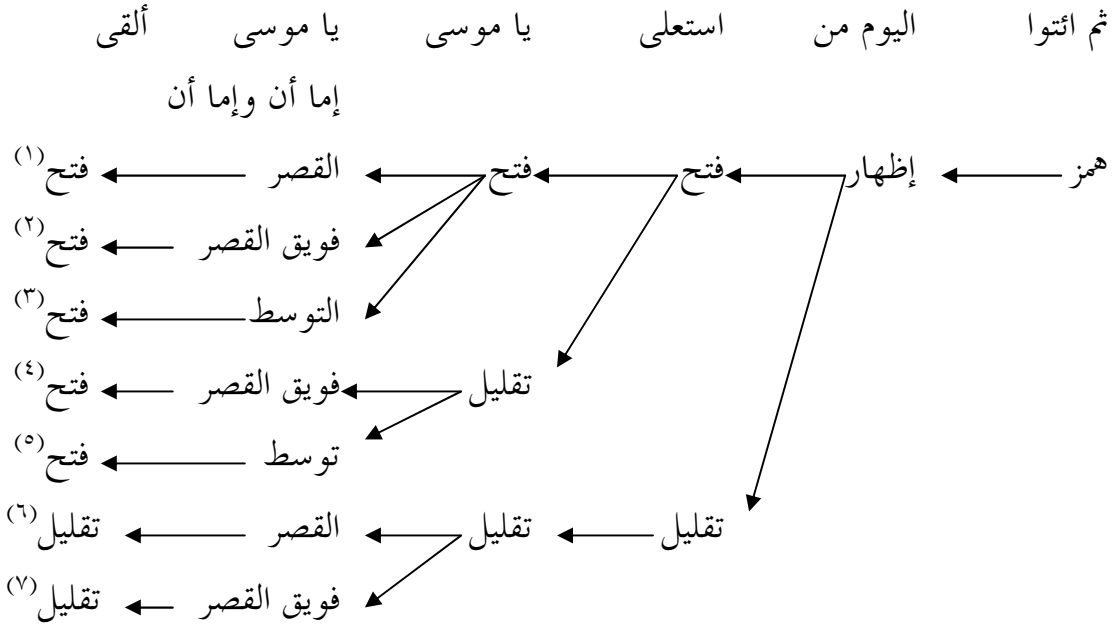 ثم ائتوا اليوم من استعلى يا موسى يا موسى ألقى
إما أن وإما أن
همز إظهار فتح فتح القصر فتح(١)
فويق القصر فتح(٢)
التوسط فتح(٣)
تقليل فويق القصر فتح(٤)
توسط فتح(٥)
تقليل تقليل القصر تقليل(٦)
فويق القصر تقليل(٧)